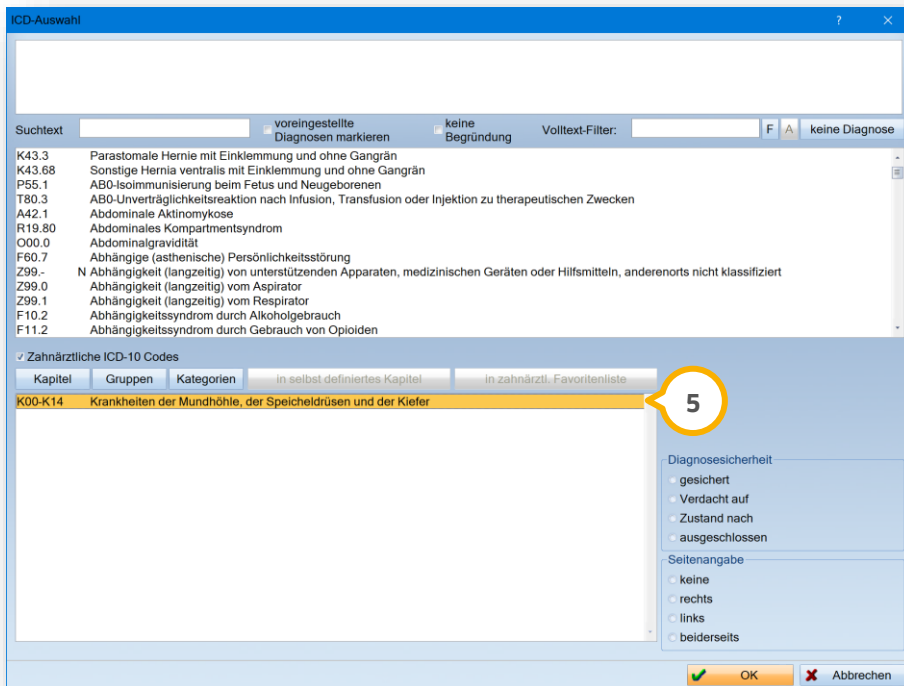 ICD-Auswahl ? ×
Suchtext voreingestellte Diagnosen markieren keine Begründung Volltext-Filter: F A keine Diagnose
K43.3 Parastomale Hernie mit Einklemmung und ohne Gangrän
K43.68 Sonstige Hernia ventralis mit Einklemmung und ohne Gangrän
P55.1 AB0-Isoimmunisierung beim Fetus und Neugeborenen
T80.3 AB0-Unverträglichkeitsreaktion nach Infusion, Transfusion oder Injektion zu therapeutischen Zwecken
A42.1 Abdominale Aktinomykose
R19.80 Abdominales Kompartmentsyndrom
O00.0 Abdominalgravidität
F60.7 Abhängige (asthenische) Persönlichkeitsstörung
Z99.- N Abhängigkeit (langzeitig) von unterstützenden Apparaten, medizinischen Geräten oder Hilfsmitteln, anderenorts nicht klassifiziert
Z99.0 Abhängigkeit (langzeitig) vom Aspirator
Z99.1 Abhängigkeit (langzeitig) vom Respirator
F10.2 Abhängigkeitssyndrom durch Alkoholgebrauch
F11.2 Abhängigkeitssyndrom durch Gebrauch von Opioiden
Zahnärztliche ICD-10 Codes
Kapitel Gruppen Kategorien in selbst definiertes Kapitel in zahnärztl. Favoritenliste
K00-K14 Krankheiten der Mundhöhle, der Speicheldrüsen und der Kiefer
5
Diagnosesicherheit
gesichert
Verdacht auf
Zustand nach
ausgeschlossen
Seitenangabe
keine
rechts
links
beiderseits
OK Abbrechen